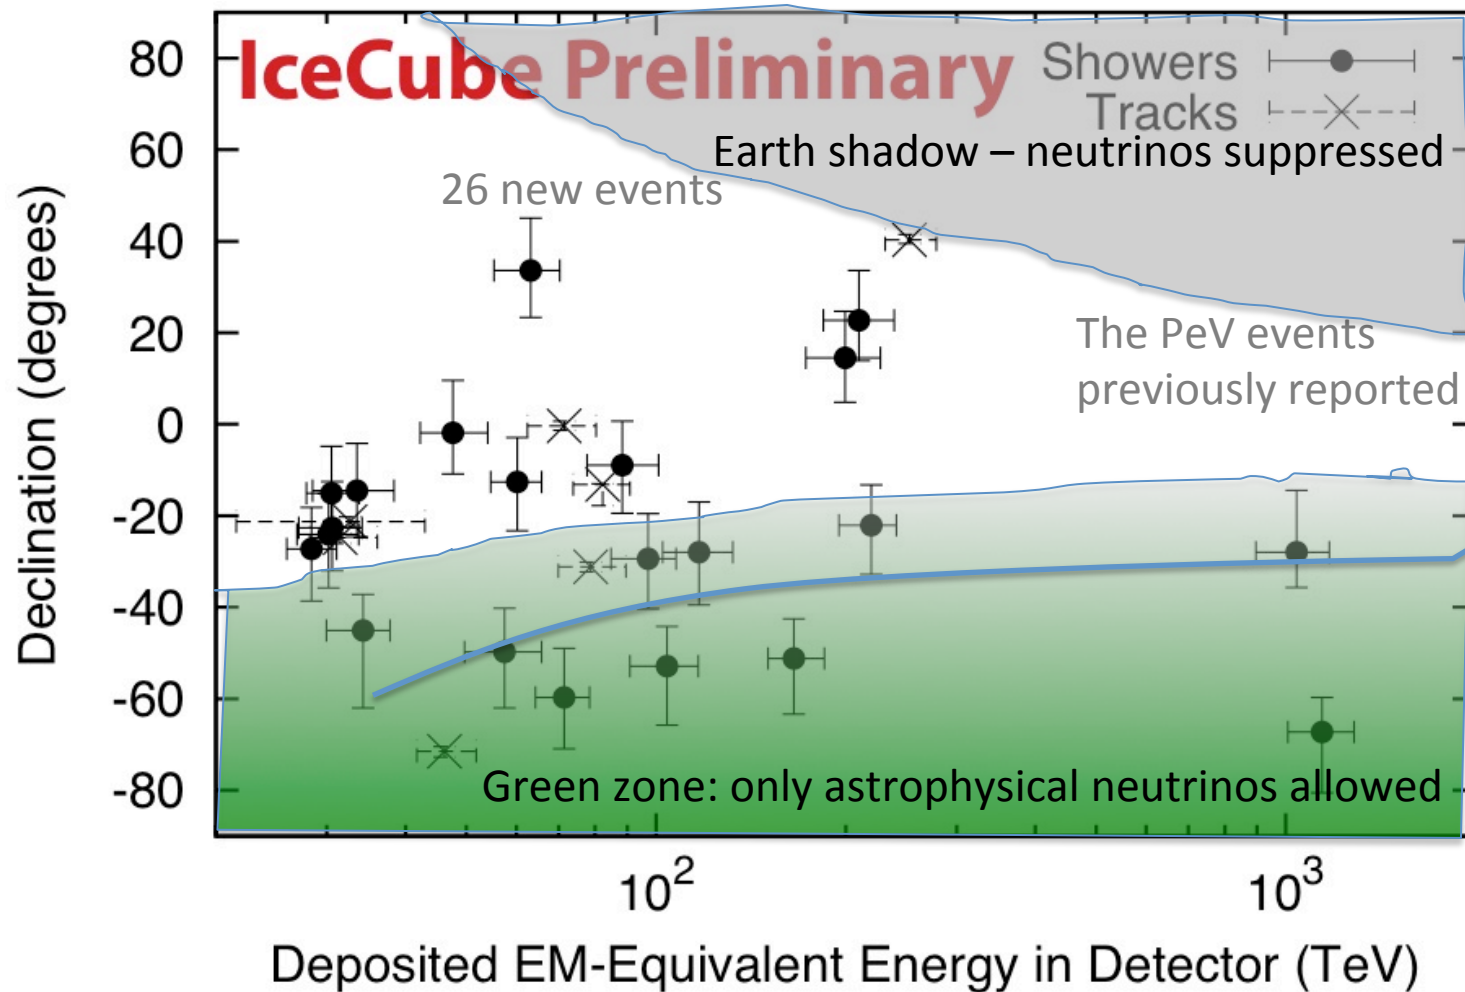 IceCube Preliminary
Showers
Tracks
Earth shadow – neutrinos suppressed
26 new events
The PeV events
previously reported
Green zone: only astrophysical neutrinos allowed
Declination (degrees)
80
60
40
20
0
-20
-40
-60
-80
10²
10³
Deposited EM-Equivalent Energy in Detector (TeV)